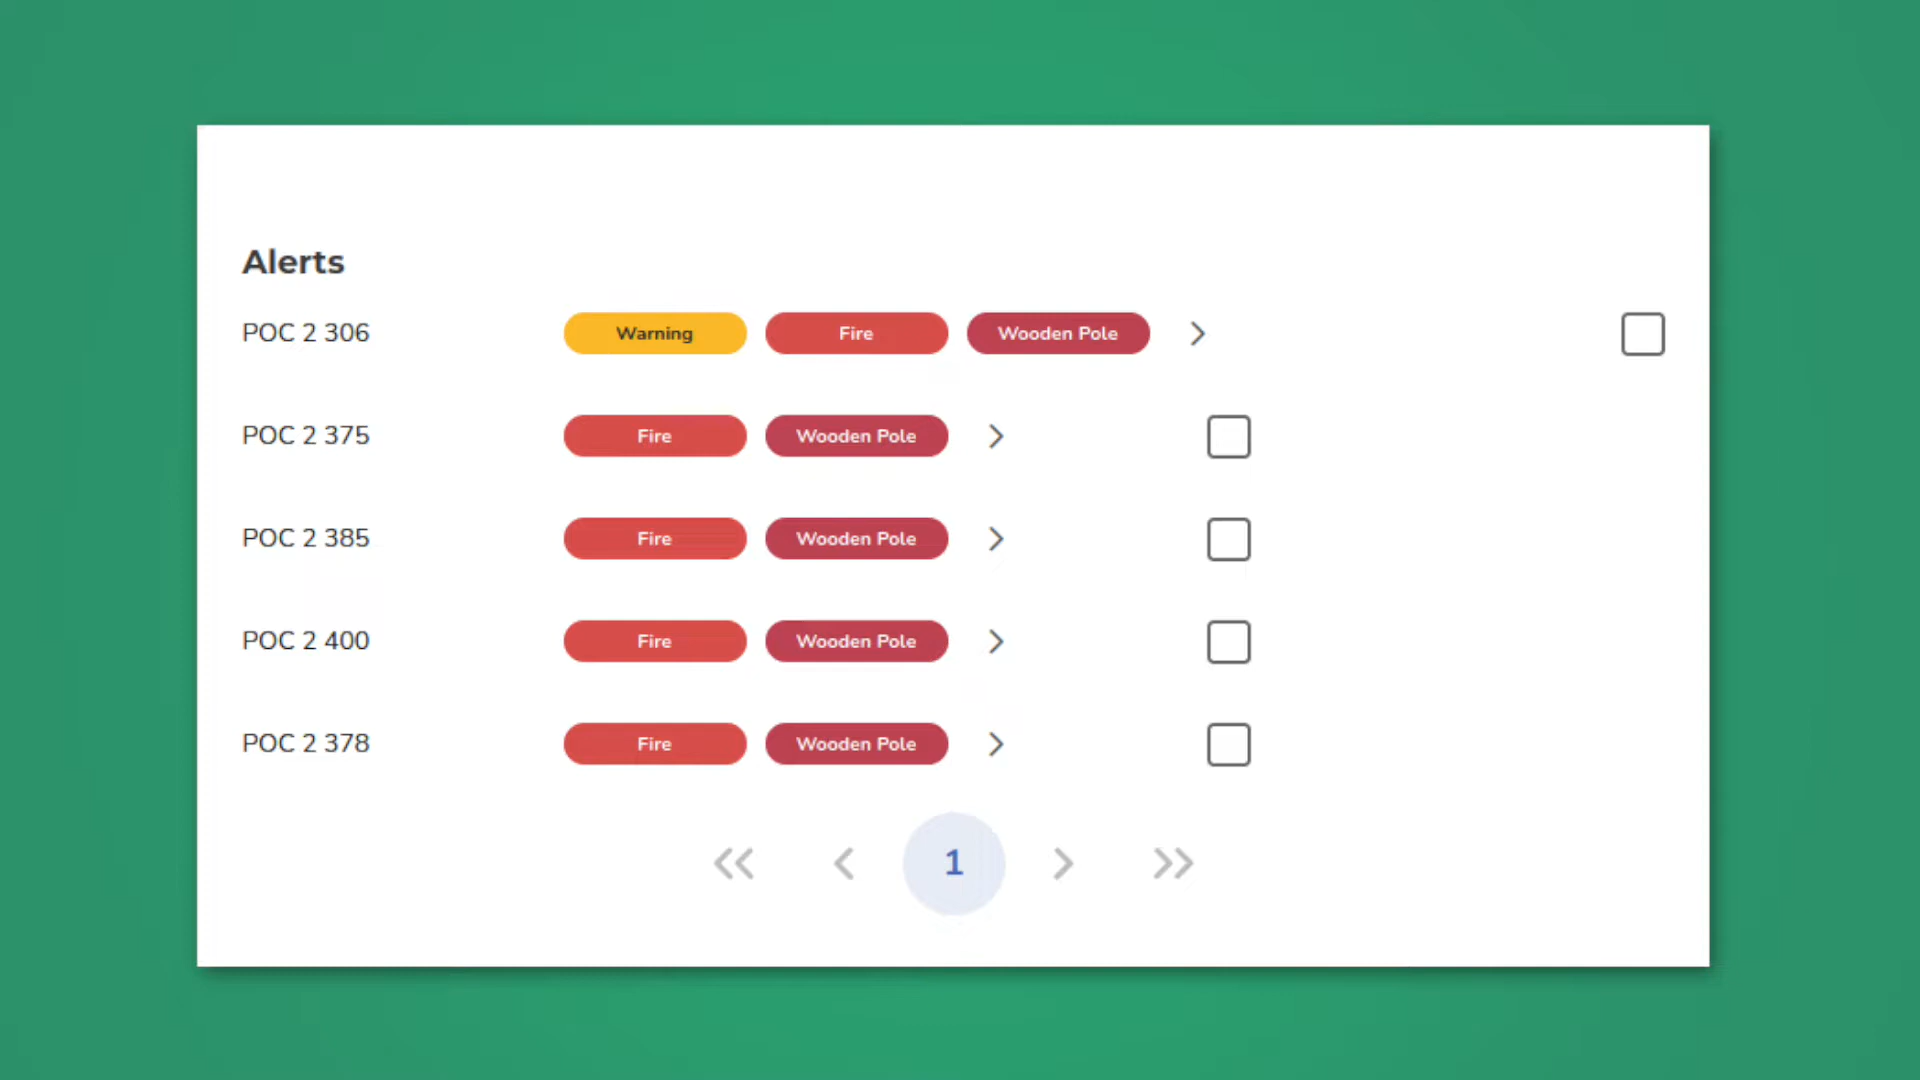 Alerts
POC 2 306 Warning Fire Wooden Pole
POC 2 375 Fire Wooden Pole
POC 2 385 Fire Wooden Pole
POC 2 400 Fire Wooden Pole
POC 2 378 Fire Wooden Pole
1